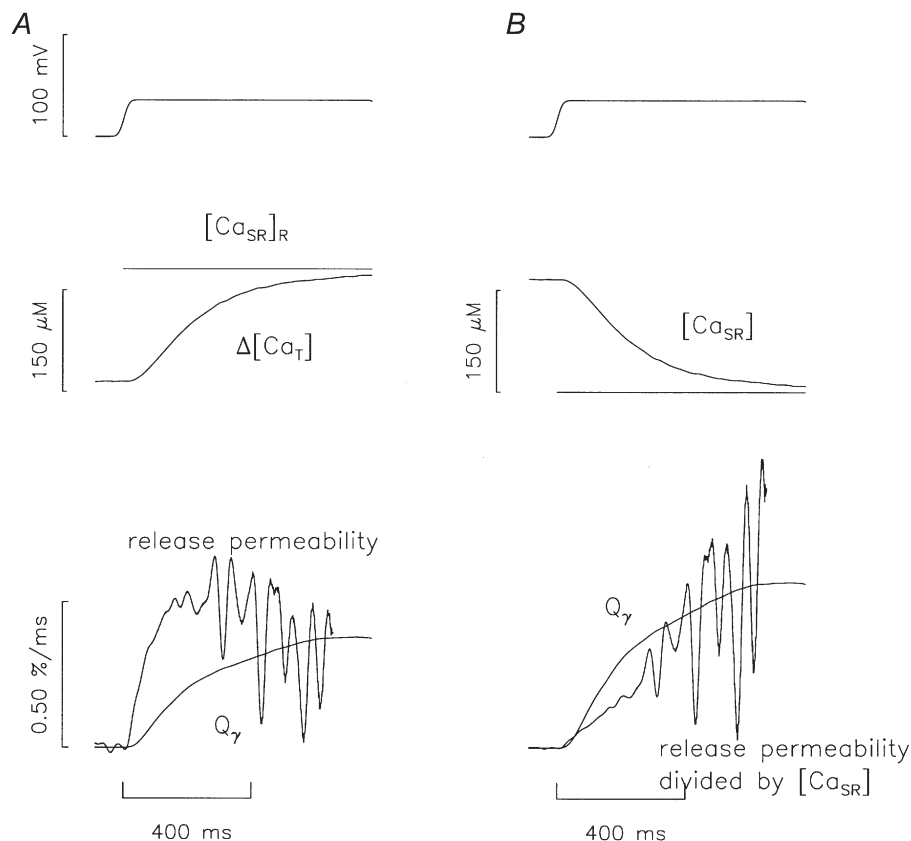 A
B
100 mV
[Ca_SR]_R
150 μM
Δ[Ca_T]
150 μM
[Ca_SR]
release permeability
0.50 %/ms
Q_γ
Q_γ
release permeability
divided by [Ca_SR]
400 ms
400 ms